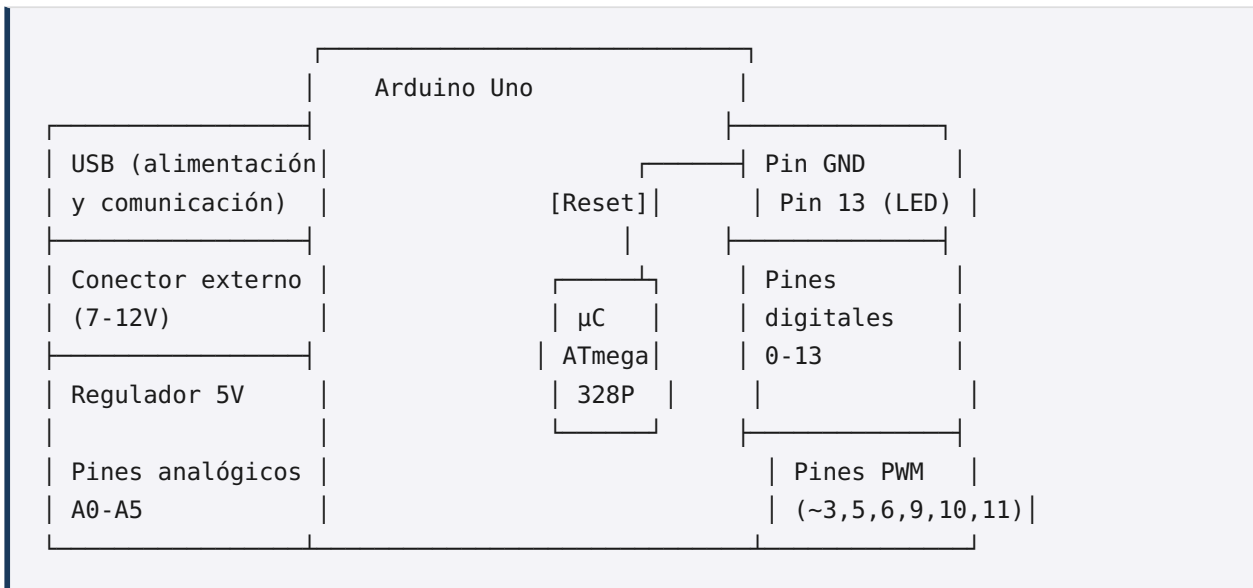 Arduino Uno
USB (alimentación
y comunicación)
Conector externo
(7-12V)
Regulador 5V
Pines analógicos
A0-A5
[Reset]
µC
ATmega
328P
Pin GND
Pin 13 (LED)
Pines
digitales
0-13
Pines PWM
(~3,5,6,9,10,11)